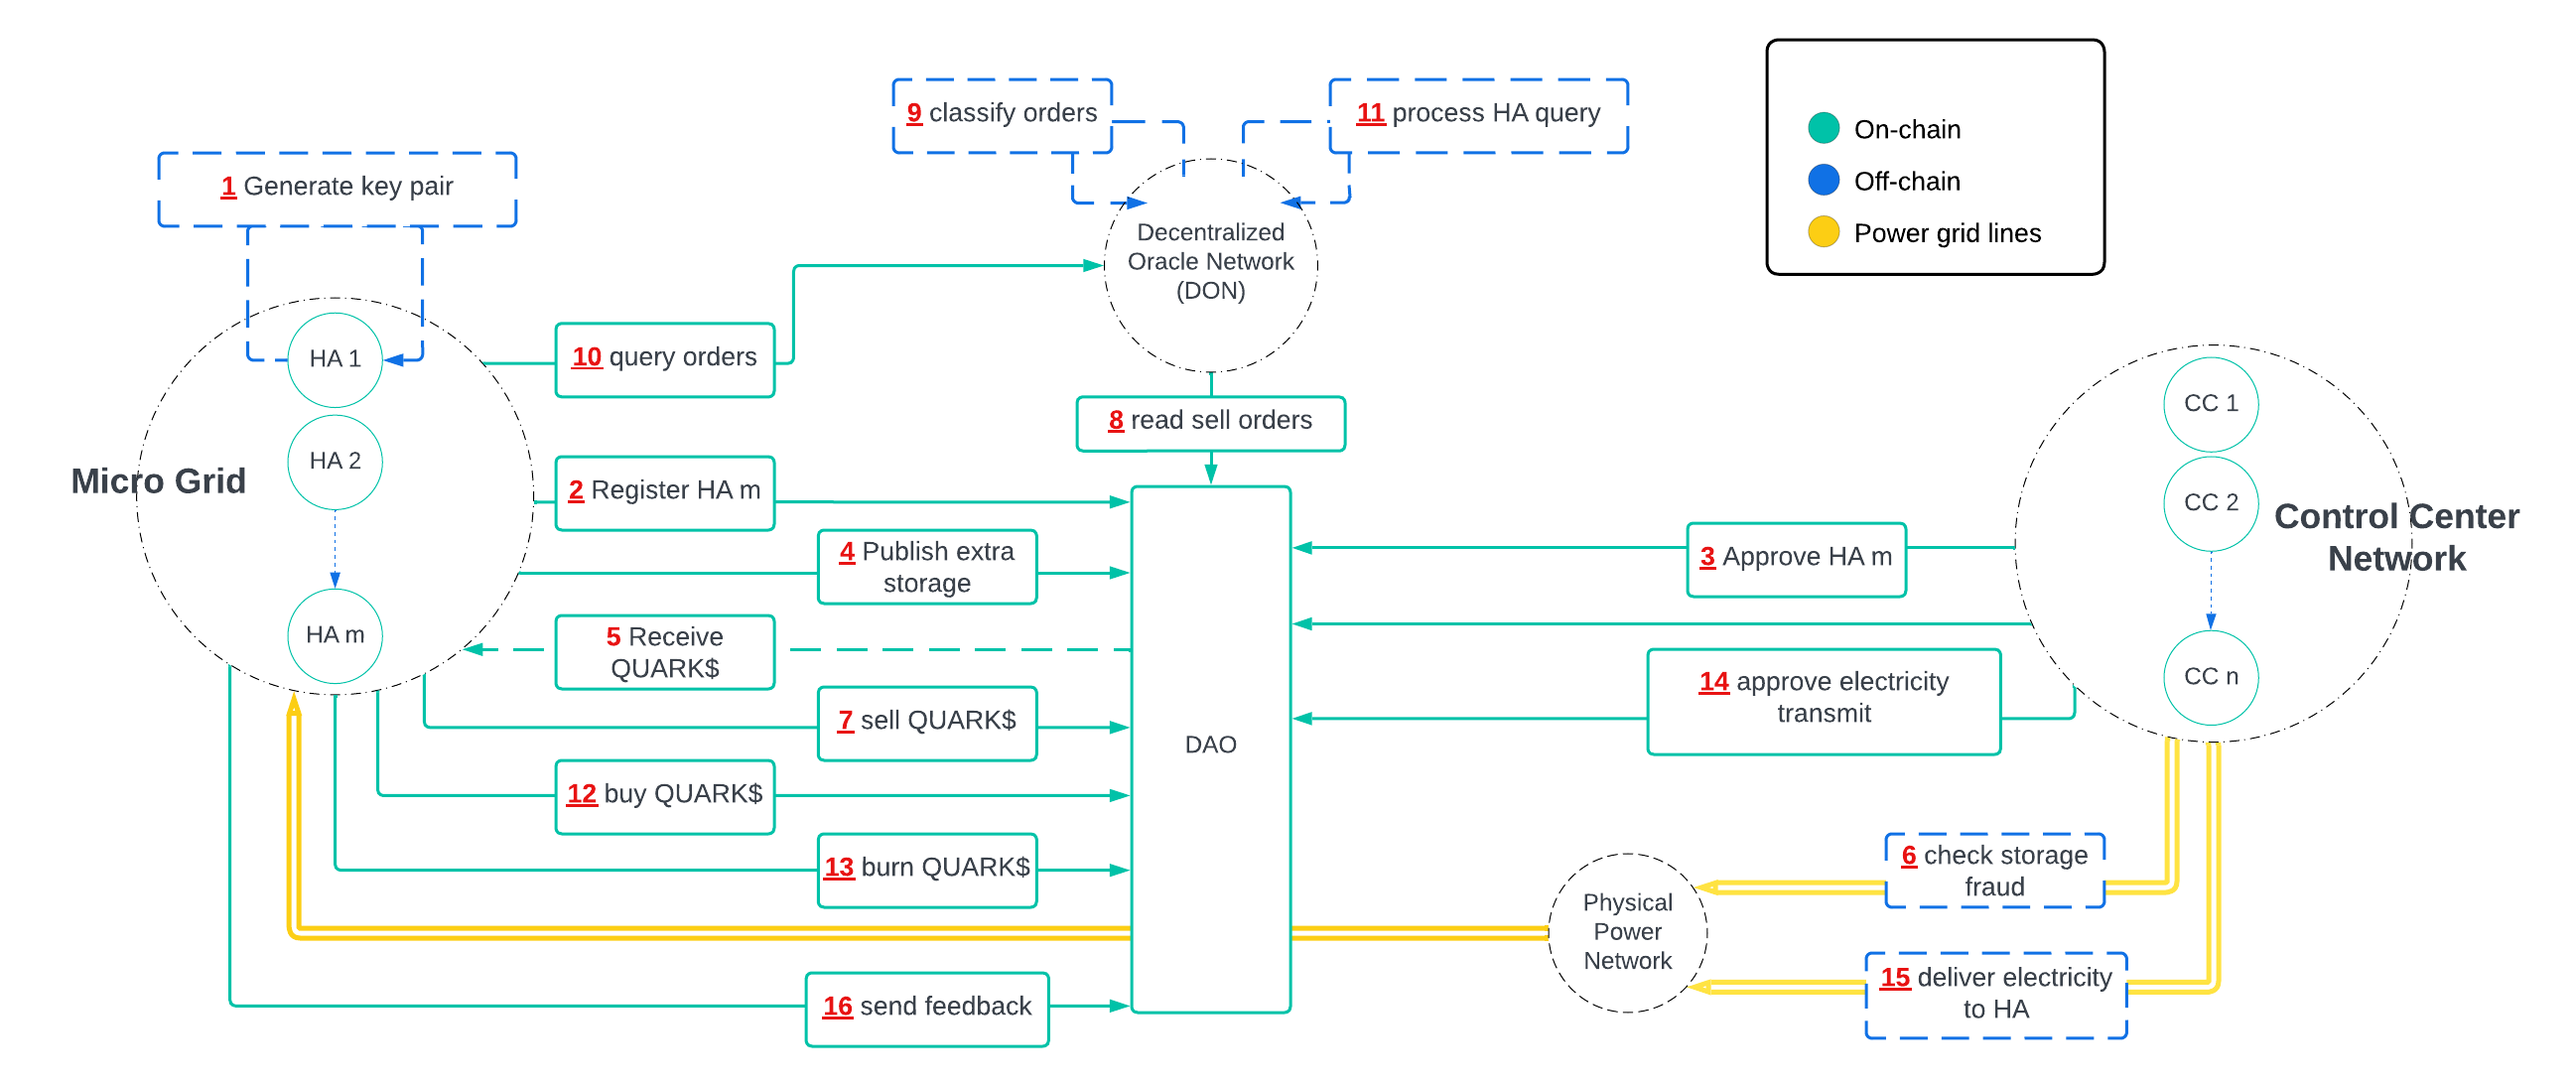 On-chain
Off-chain
Power grid lines
9 classify orders
11 process HA query
1 Generate key pair
Decentralized
Oracle Network
(DON)
HA 1
10 query orders
8 read sell orders
CC 1
HA 2
Micro Grid
2 Register HA m
CC 2
Control Center
Network
4 Publish extra
storage
3 Approve HA m
HA m
5 Receive
QUARK$
14 approve electricity
transmit
CC n
7 sell QUARK$
DAO
12 buy QUARK$
13 burn QUARK$
6 check storage
fraud
Physical
Power
Network
15 deliver electricity
to HA
16 send feedback